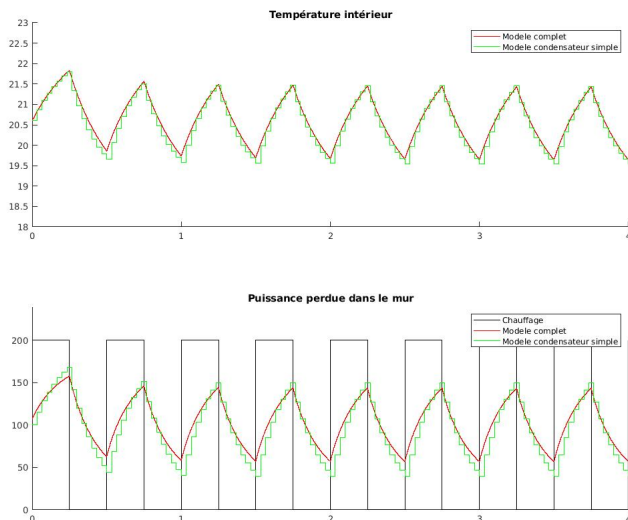 Température intérieur
23
22.5
22
21.5
21
20.5
20
19.5
19
18.5
18
Modele complet
Modele condensateur simple
0 1 2 3 4
Puissance perdue dans le mur
200
150
100
50
0
Chauffage
Modele complet
Modele condensateur simple
0 1 2 3 4